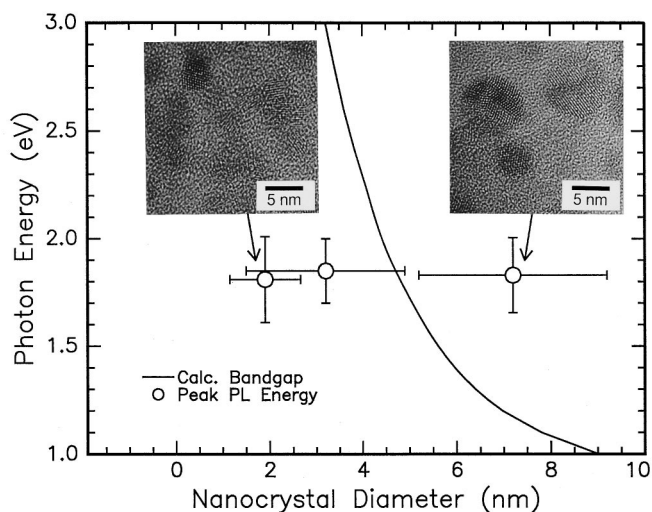 3.0
2.5
2.0
1.5
1.0
Photon Energy (eV)
5 nm
5 nm
Calc. Bandgap
Peak PL Energy
0
2
4
6
8
10
Nanocrystal Diameter (nm)